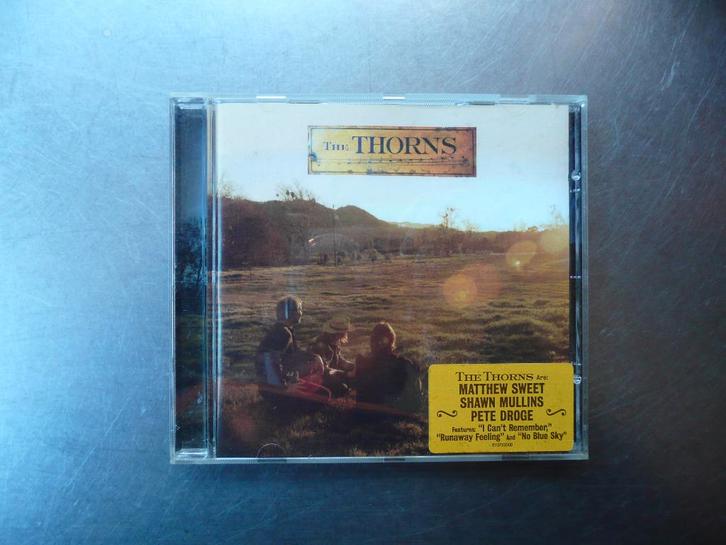 THE THORNS
THE THORNS Are:
MATTHEW SWEET
SHAWN MULLINS
PETE DROGE
Features: "I Can't Remember,"
"Runaway Feeling" And "No Blue Sky"